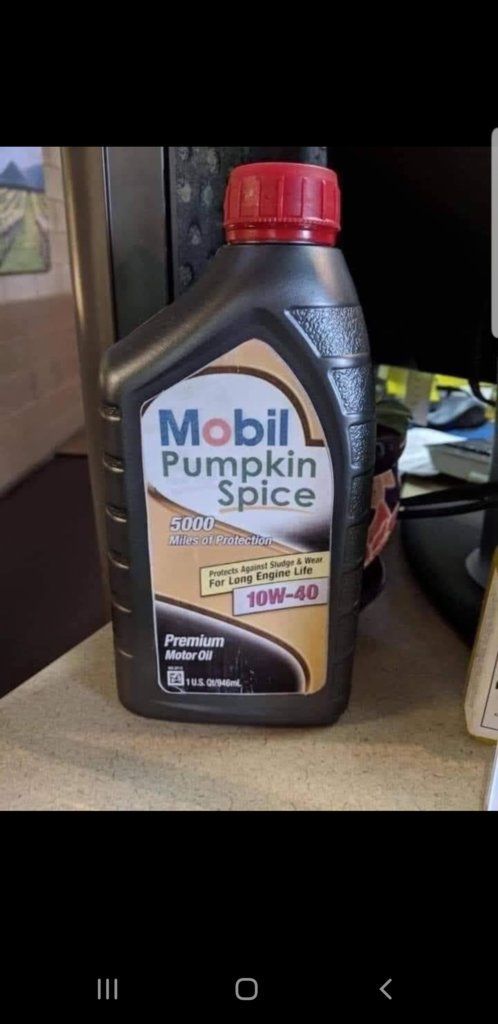 Mobil
Pumpkin
Spice
5000
Miles of Protection
Protects Against Sludge & Wear
For Long Engine Life
10W-40
Premium
Motor Oil
1 U.S. Qt/946mL